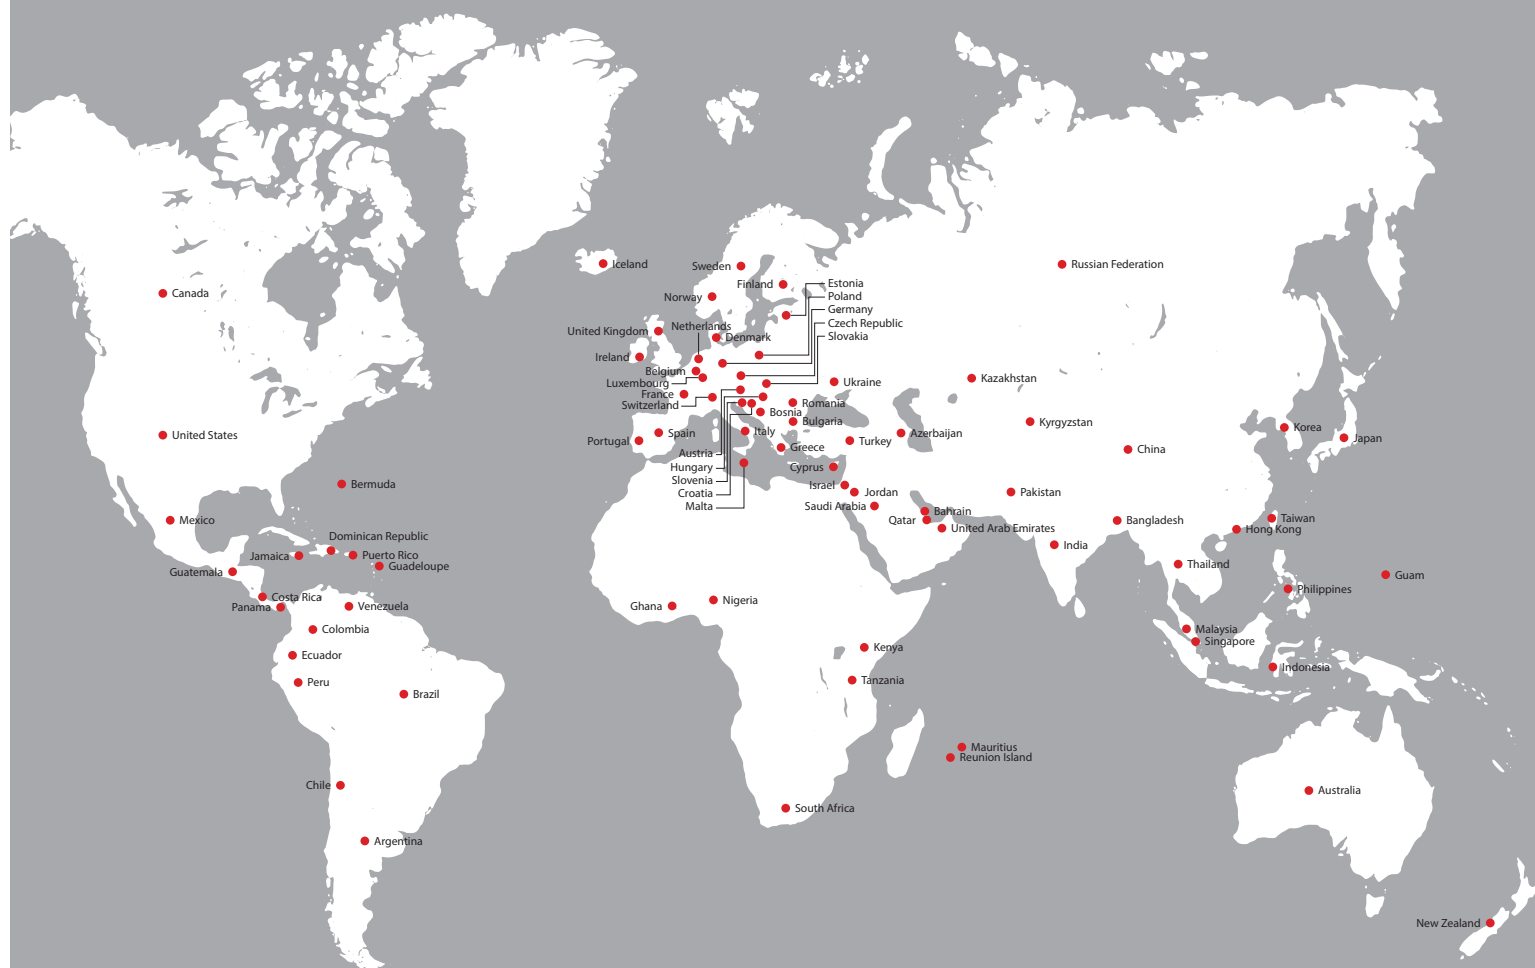 Iceland
Sweden
Russian Federation
Finland
Estonia
Canada
Norway
Poland
Germany
Netherlands
Czech Republic
United Kingdom
Denmark
Slovakia
Ireland
Belgium
Luxembourg
Ukraine
Kazakhstan
France
Switzerland
Romania
Bosnia
Bulgaria
Kyrgyzstan
Korea
United States
Portugal
Spain
Italy
Greece
Turkey
Azerbaijan
China
Japan
Austria
Hungary
Cyprus
Slovenia
Bermuda
Israel
Croatia
Jordan
Pakistan
Malta
Saudi Arabia
Bahrain
Mexico
Qatar
United Arab Emirates
Bangladesh
Taiwan
Hong Kong
Dominican Republic
India
Jamaica
Puerto Rico
Guadeloupe
Thailand
Guatemala
Guam
Philippines
Costa Rica
Panama
Venezuela
Ghana
Nigeria
Colombia
Malaysia
Singapore
Kenya
Ecuador
Indonesia
Peru
Tanzania
Brazil
Mauritius
Reunion Island
Chile
Australia
South Africa
Argentina
New Zealand